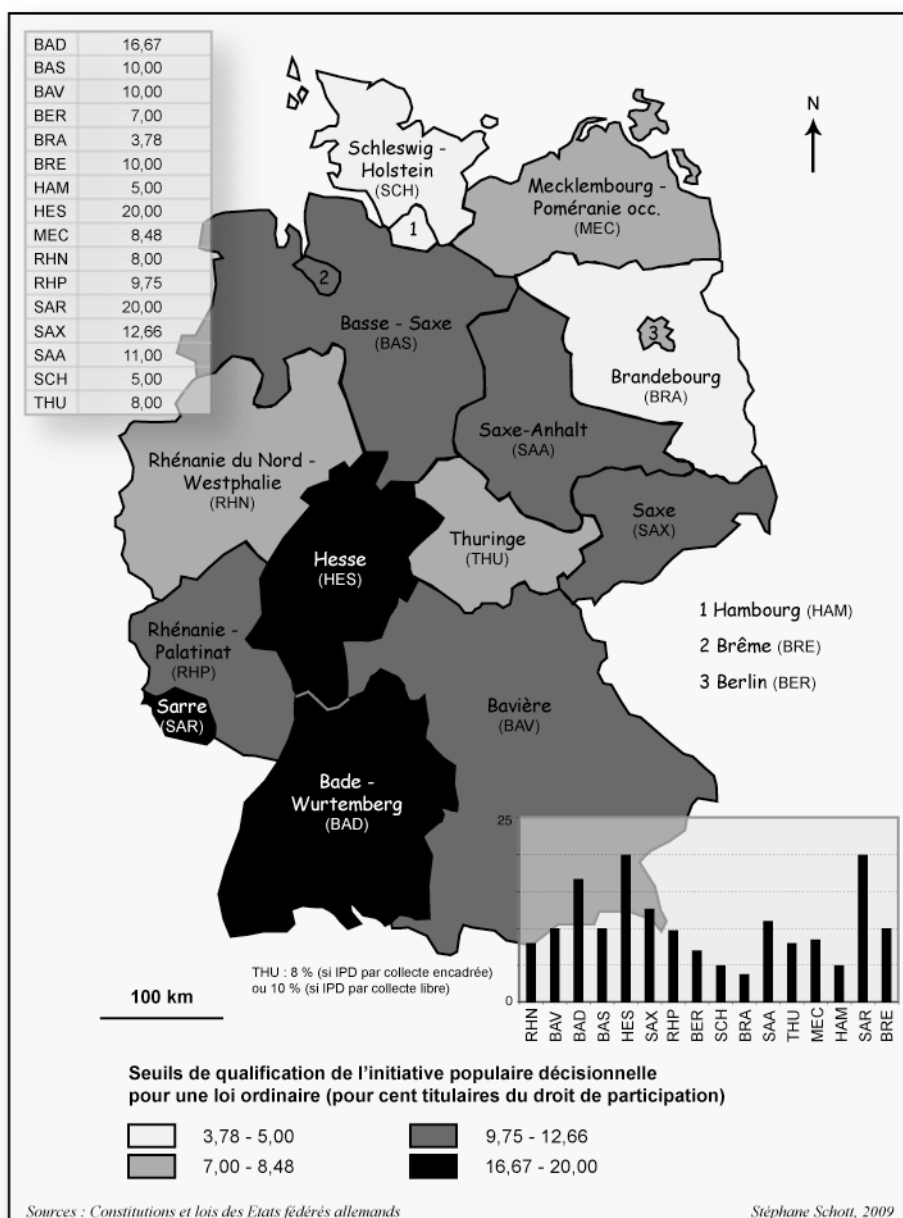 BAD 16,67
BAS 10,00
BAV 10,00
BER 7,00
BRA 3,78
BRE 10,00
HAM 5,00
HES 20,00
MEC 8,48
RHN 8,00
RHP 9,75
SAR 20,00
SAX 12,66
SAA 11,00
SCH 5,00
THU 8,00
N
Schleswig -
Holstein
(SCH)
Mecklembourg -
Poméranie occ.
(MEC)
1
2
Basse - Saxe
(BAS)
3
Brandebourg
(BRA)
Saxe-Anhalt
(SAA)
Rhénanie du Nord -
Westphalie
(RHN)
Saxe
(SAX)
Thuringe
(THU)
Hesse
(HES)
Rhénanie -
Palatinat
(RHP)
Sarre
(SAR)
Bavière
(BAV)
Bade -
Wurtemberg
(BAD)
1 Hambourg (HAM)
2 Brême (BRE)
3 Berlin (BER)
25
0
RHN BAV BAD BAS HES SAX RHP BER SCH BRA SAA THU MEC HAM SAR BRE
THU : 8 % (si IPD par collecte encadrée)
ou 10 % (si IPD par collecte libre)
100 km
Seuils de qualification de l'initiative populaire décisionnelle
pour une loi ordinaire (pour cent titulaires du droit de participation)
3,78 - 5,00
7,00 - 8,48
9,75 - 12,66
16,67 - 20,00
Sources : Constitutions et lois des Etats fédérés allemands
Stéphane Schott, 2009